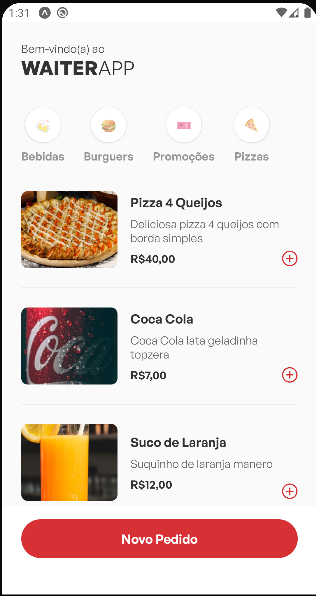 1:31
Bem-vindo(a) ao
WAITERAPP
Bebidas
Burguers
Promoções
Pizzas
Pizza 4 Queijos
Deliciosa pizza 4 queijos com
borda simples
R$40,00
Coca Cola
Coca Cola lata geladinha
topzera
R$7,00
Coc
Suco de Laranja
Suquinho de laranja manero
R$12,00
Novo Pedido